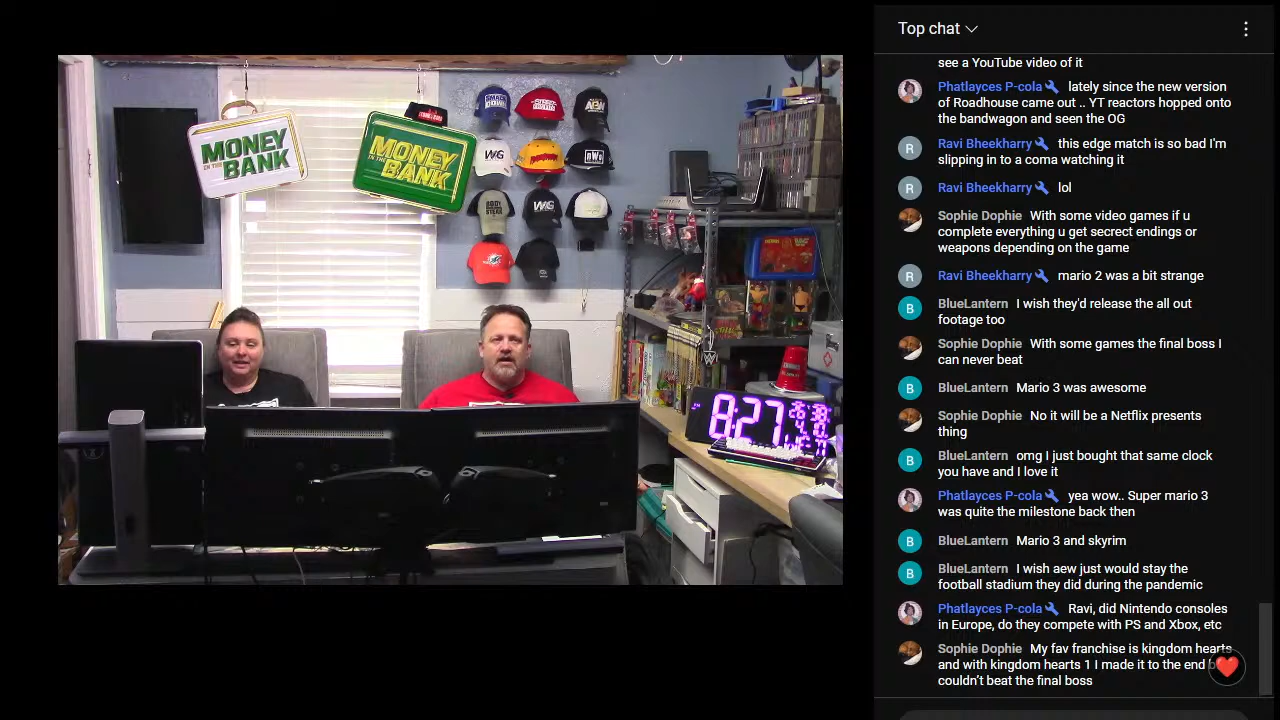 MONEY
IN THE
BANK
MONEY
IN THE
BANK
AEW
nWo
8:27
Top chat
see a YouTube video of it
Phatlayces P-cola lately since the new version
of Roadhouse came out .. YT reactors hopped onto
the bandwagon and seen the OG
Ravi Bheekharry this edge match is so bad I'm
slipping in to a coma watching it
Ravi Bheekharry lol
Sophie Dophie With some video games if u
complete everything u get secrect endings or
weapons depending on the game
Ravi Bheekharry mario 2 was a bit strange
BlueLantern I wish they'd release the all out
footage too
Sophie Dophie With some games the final boss I
can never beat
BlueLantern Mario 3 was awesome
Sophie Dophie No it will be a Netflix presents
thing
BlueLantern omg I just bought that same clock
you have and I love it
Phatlayces P-cola yea wow.. Super mario 3
was quite the milestone back then
BlueLantern Mario 3 and skyrim
BlueLantern I wish aew just would stay the
football stadium they did during the pandemic
Phatlayces P-cola Ravi, did Nintendo consoles
in Europe, do they compete with PS and Xbox, etc
Sophie Dophie My fav franchise is kingdom hearts
and with kingdom hearts 1 I made it to the end
couldn't beat the final boss